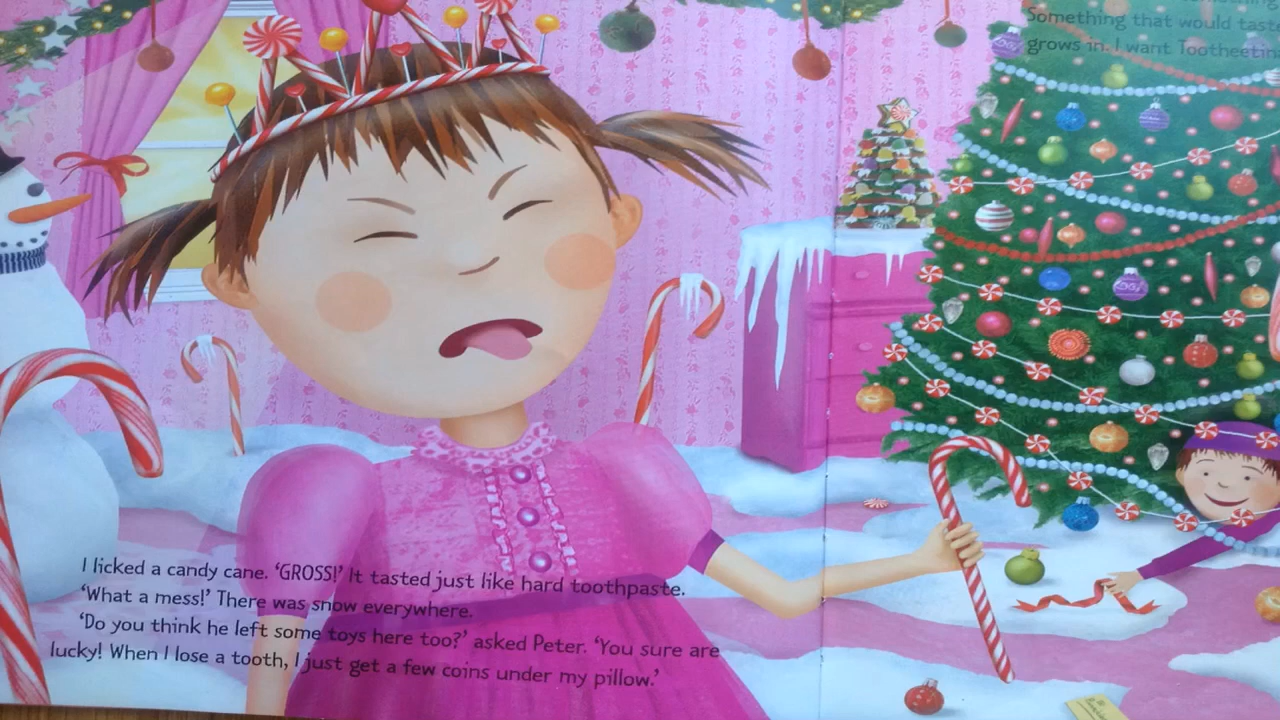 I licked a candy cane. ‘GROSS!’ It tasted just like hard toothpaste.
‘What a mess!’ There was snow everywhere.
‘Do you think he left some toys here too?’ asked Peter. ‘You sure are
lucky! When I lose a tooth, I just get a few coins under my pillow.’
Something that would tast
grows in. I want Tootheetin